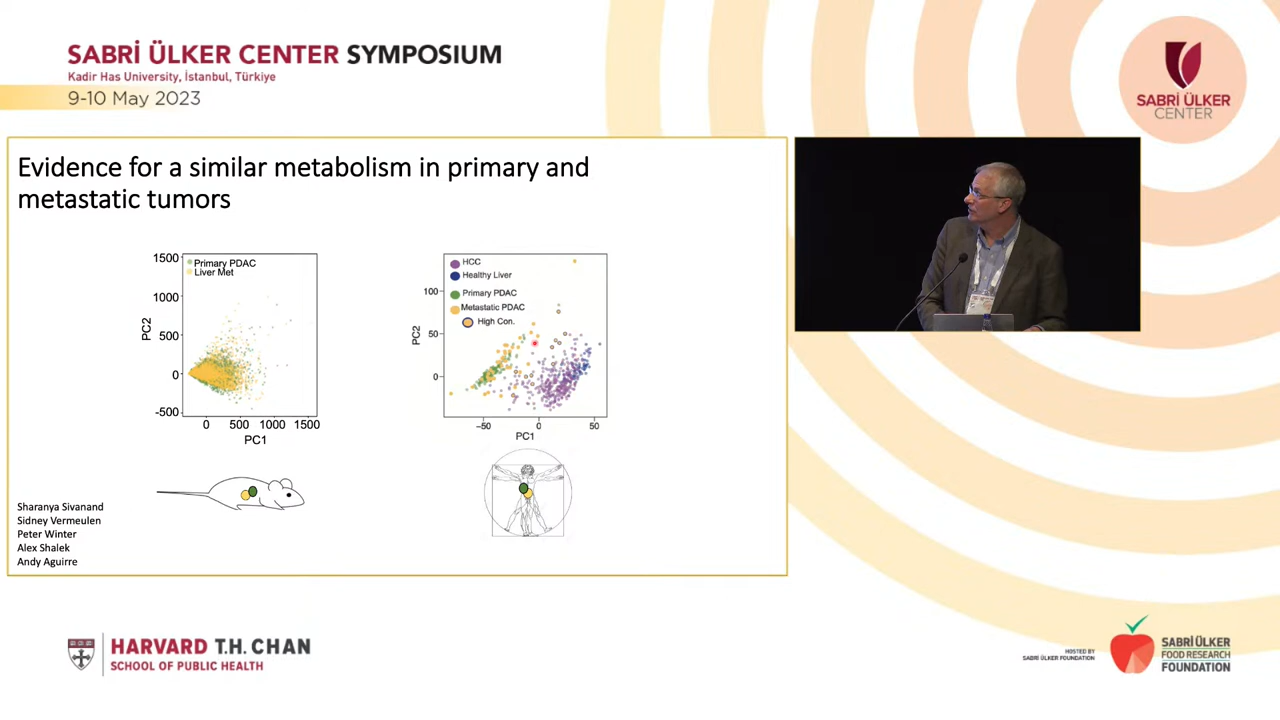 SABRİ ÜLKER CENTER SYMPOSIUM
Kadir Has University, İstanbul, Türkiye
9-10 May 2023
SABRİ ÜLKER
CENTER
Evidence for a similar metabolism in primary and
metastatic tumors
1500
1000
500
0
-500
PC2
Primary PDAC
Liver Met
0 500 1000 1500
PC1
100
50
0
PC2
HCC
Healthy Liver
Primary PDAC
Metastatic PDAC
High Con.
−50 0 50
PC1
Sharanya Sivanand
Sidney Vermeulen
Peter Winter
Alex Shalek
Andy Aguirre
HARVARD T.H. CHAN
SCHOOL OF PUBLIC HEALTH
HOSTED BY
SABRİ ÜLKER FOUNDATION
SABRİ ÜLKER
FOOD RESEARCH
FOUNDATION